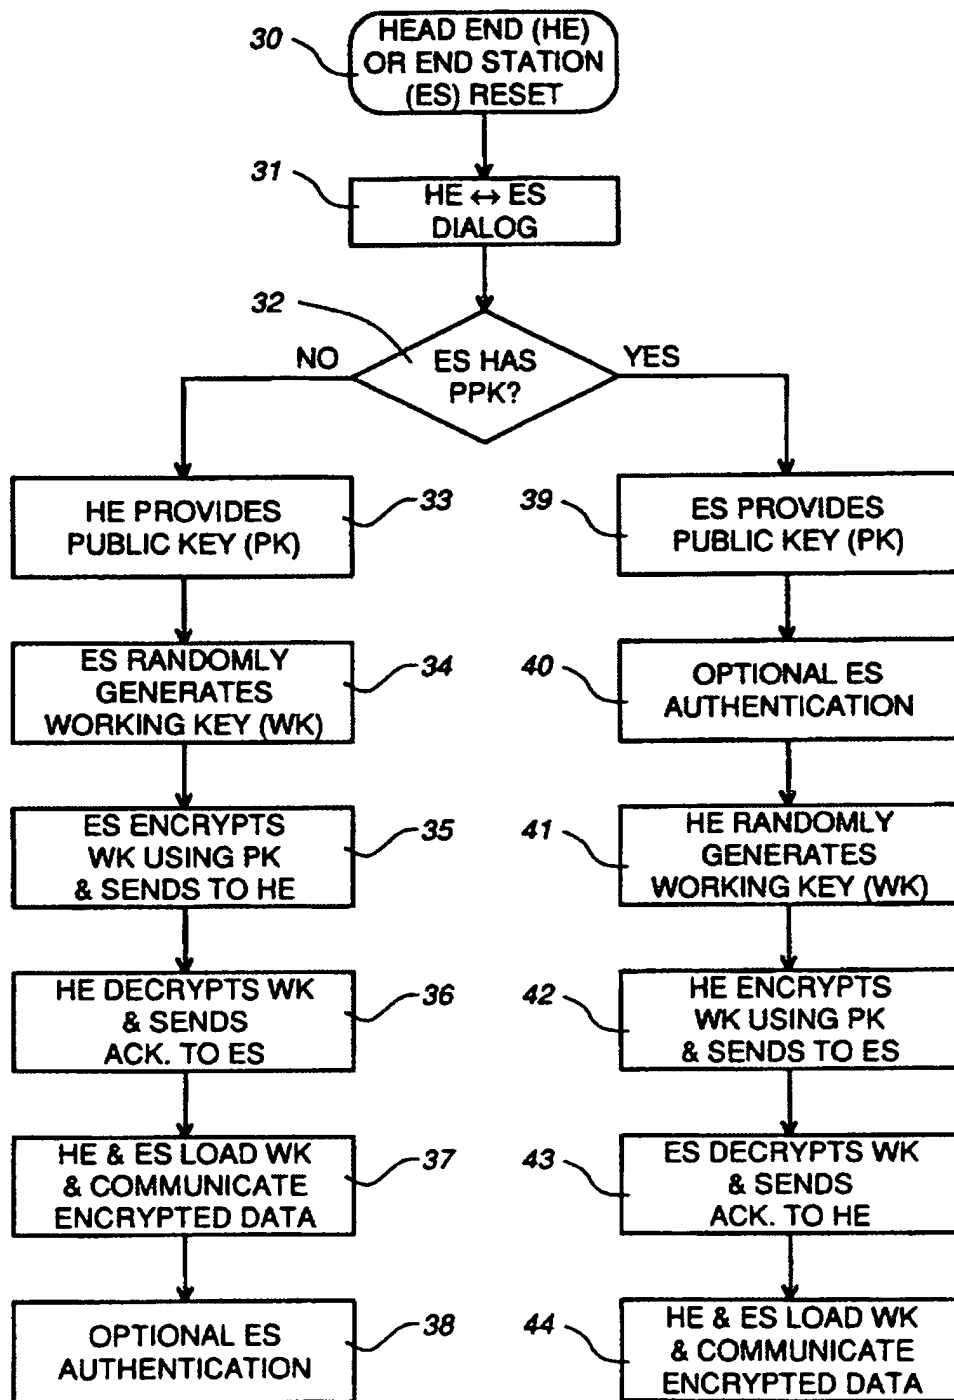 30
HEAD END (HE)
OR END STATION
(ES) RESET
31
HE ↔ ES
DIALOG
32
NO
ES HAS
PPK?
YES
HE PROVIDES
PUBLIC KEY (PK)
33
ES RANDOMLY
GENERATES
WORKING KEY (WK)
34
ES ENCRYPTS
WK USING PK
& SENDS TO HE
35
HE DECRYPTS WK
& SENDS
ACK. TO ES
36
HE & ES LOAD WK
& COMMUNICATE
ENCRYPTED DATA
37
OPTIONAL ES
AUTHENTICATION
38
39
ES PROVIDES
PUBLIC KEY (PK)
40
OPTIONAL ES
AUTHENTICATION
41
HE RANDOMLY
GENERATES
WORKING KEY (WK)
42
HE ENCRYPTS
WK USING PK
& SENDS TO ES
43
ES DECRYPTS WK
& SENDS
ACK. TO HE
44
HE & ES LOAD WK
& COMMUNICATE
ENCRYPTED DATA